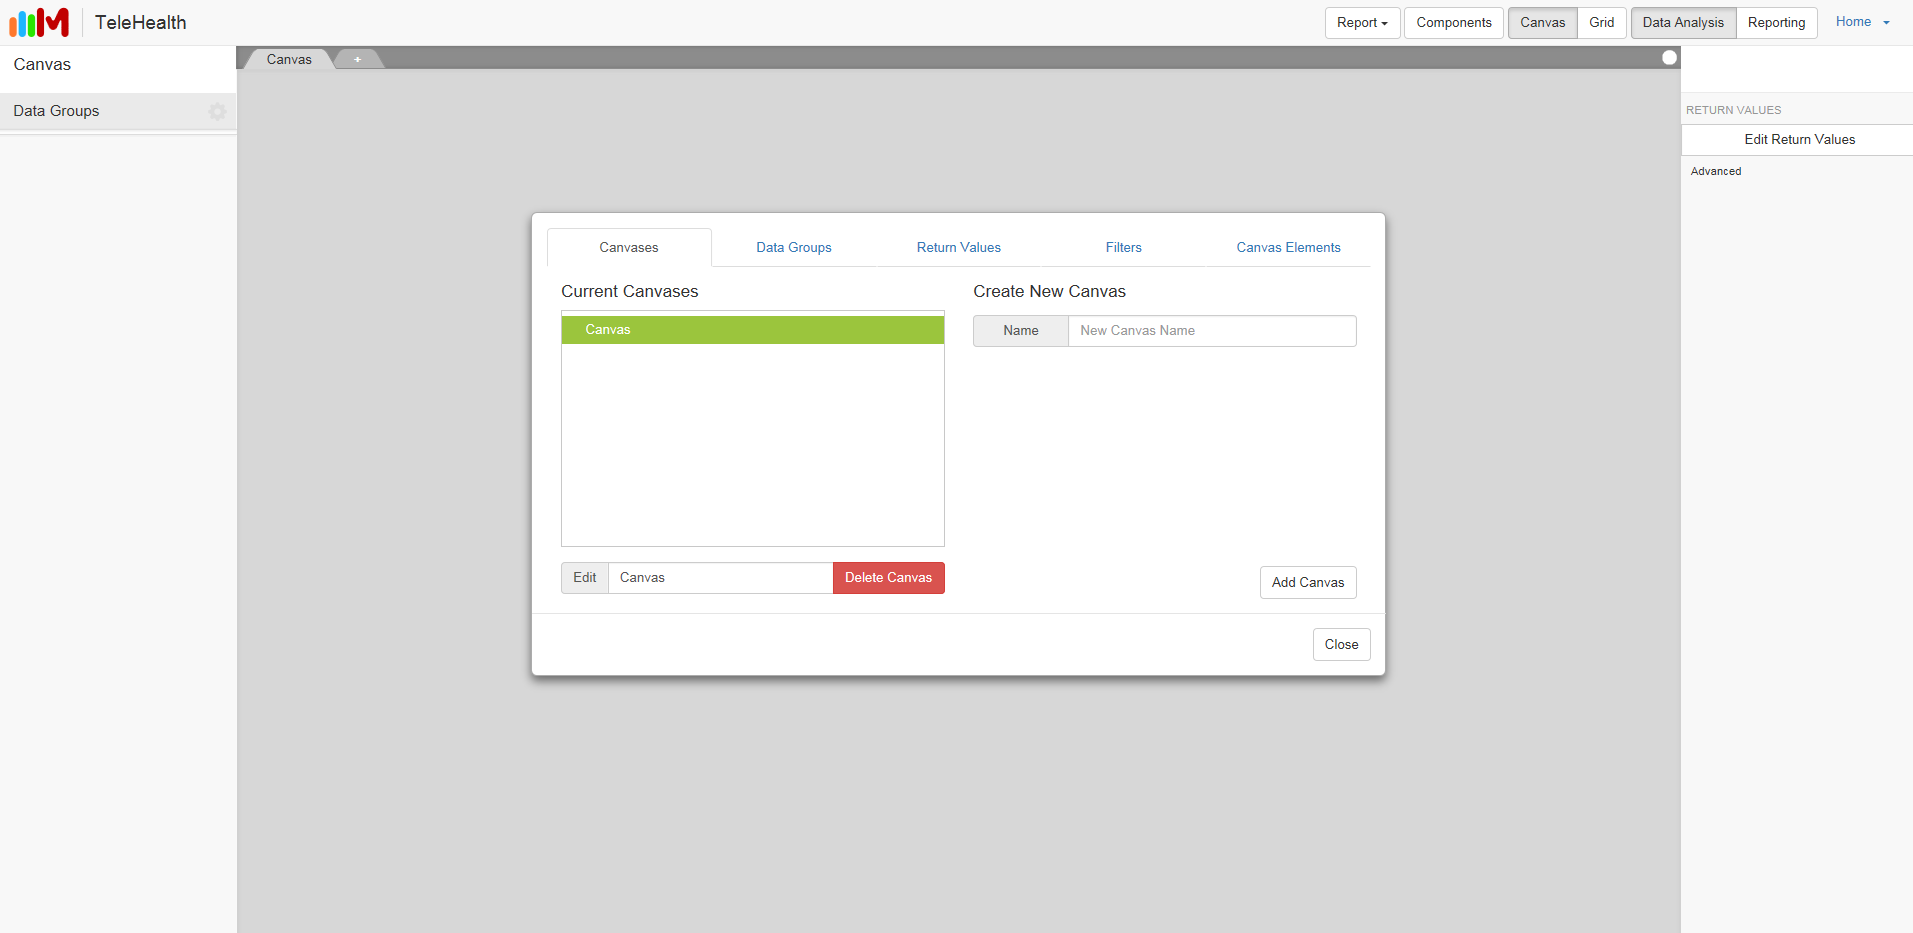 TeleHealth
Report
Components
Canvas
Grid
Data Analysis
Reporting
Home
Canvas
Data Groups
Canvas
+
RETURN VALUES
Edit Return Values
Advanced
Canvases
Data Groups
Return Values
Filters
Canvas Elements
Current Canvases
Canvas
Edit
Canvas
Delete Canvas
Create New Canvas
Name
New Canvas Name
Add Canvas
Close